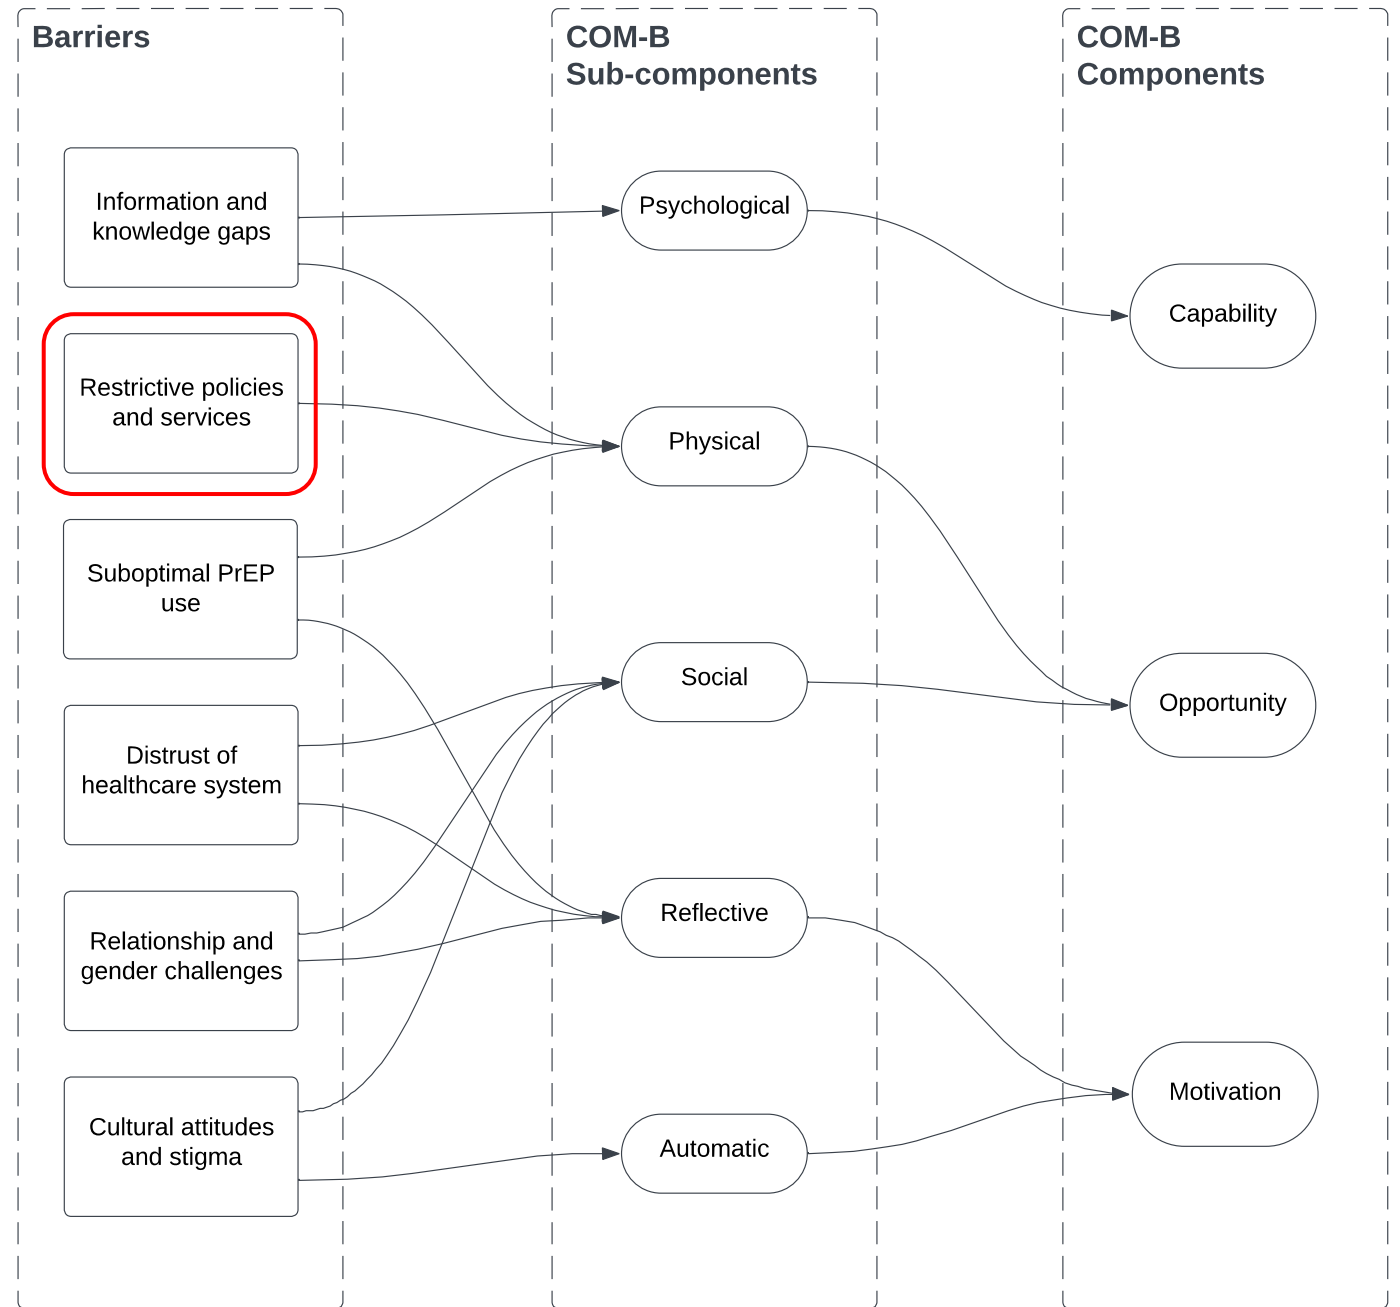 Barriers
COM-B
Sub-components
COM-B
Components
Information and
knowledge gaps
Restrictive policies
and services
Suboptimal PrEP
use
Distrust of
healthcare system
Relationship and
gender challenges
Cultural attitudes
and stigma
Psychological
Physical
Social
Reflective
Automatic
Capability
Opportunity
Motivation